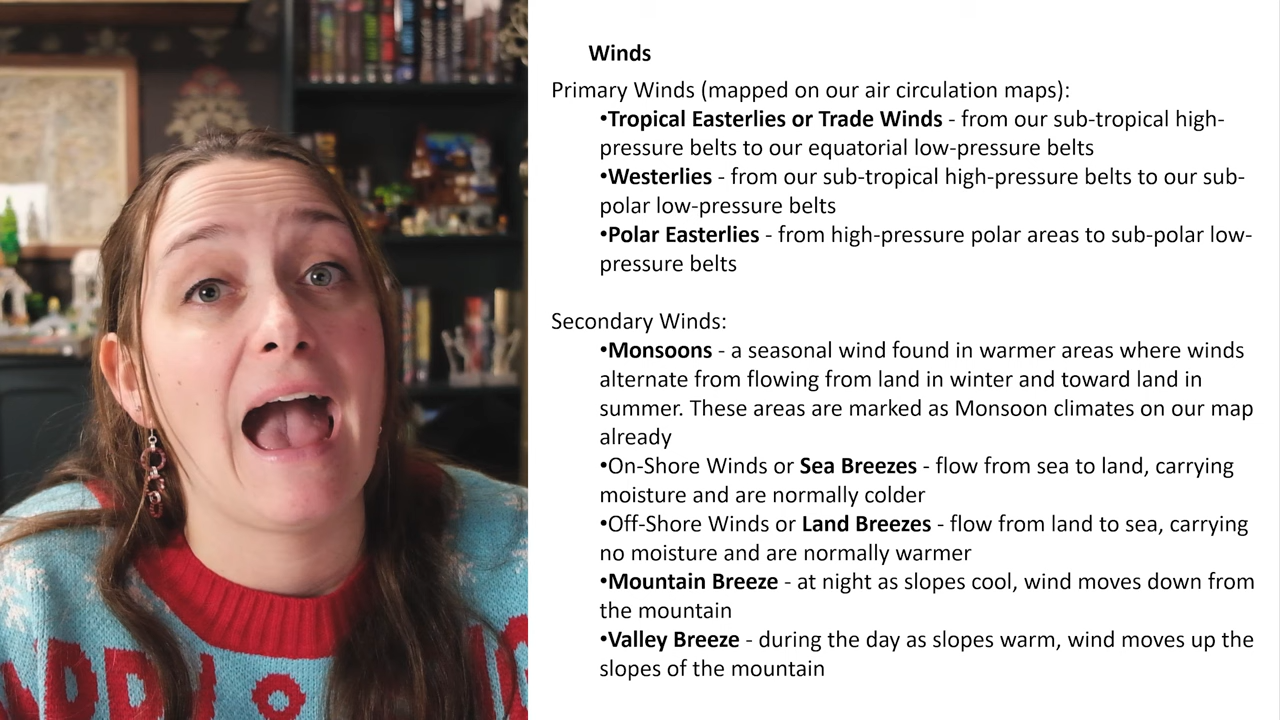 Winds
Primary Winds (mapped on our air circulation maps):
•Tropical Easterlies or Trade Winds - from our sub-tropical high-
pressure belts to our equatorial low-pressure belts
•Westerlies - from our sub-tropical high-pressure belts to our sub-
polar low-pressure belts
•Polar Easterlies - from high-pressure polar areas to sub-polar low-
pressure belts
Secondary Winds:
•Monsoons - a seasonal wind found in warmer areas where winds
alternate from flowing from land in winter and toward land in
summer. These areas are marked as Monsoon climates on our map
already
•On-Shore Winds or Sea Breezes - flow from sea to land, carrying
moisture and are normally colder
•Off-Shore Winds or Land Breezes - flow from land to sea, carrying
no moisture and are normally warmer
•Mountain Breeze - at night as slopes cool, wind moves down from
the mountain
•Valley Breeze - during the day as slopes warm, wind moves up the
slopes of the mountain